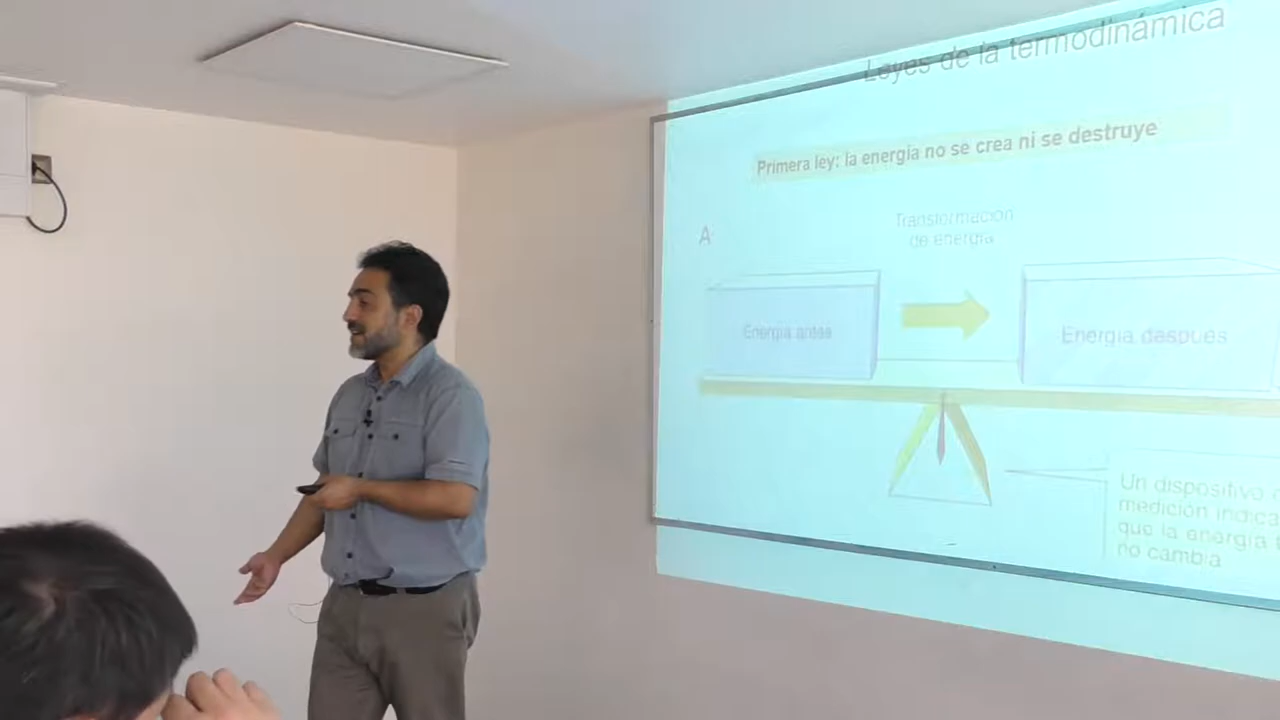 Leyes de la termodinámica
Primera ley: la energía no se crea ni se destruye
A
Transformación
de energía
Energía antes
Energía después
Un dispositivo
medición indica
que la energía
no cambia